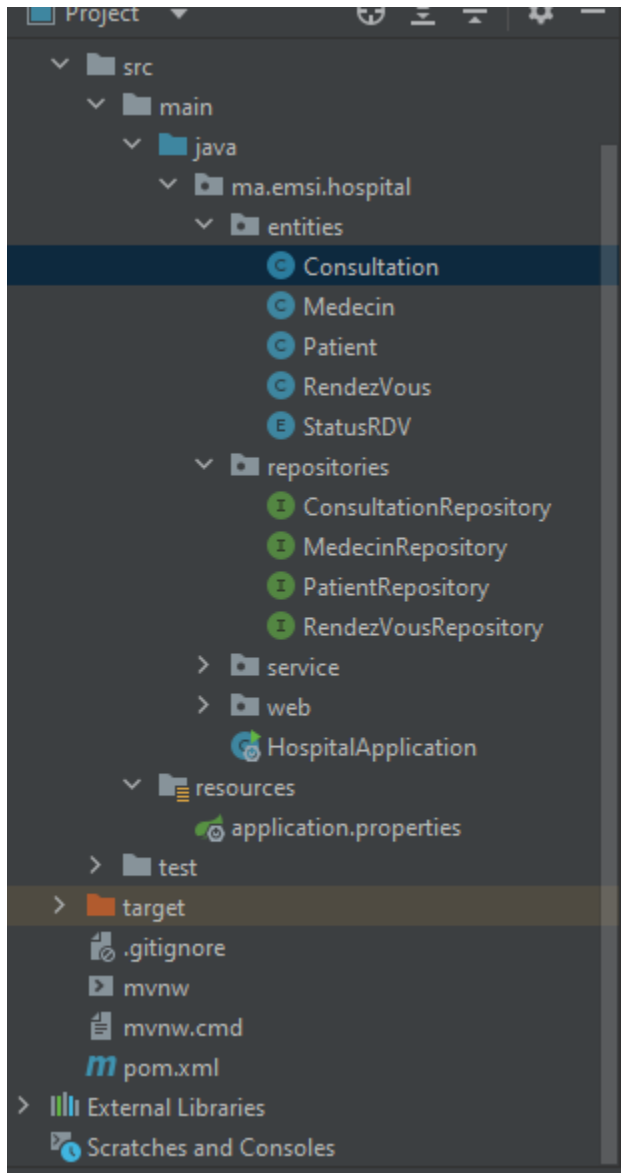 Project
src
main
java
ma.emsi.hospital
entities
C Consultation
C Medecin
C Patient
C RendezVous
E StatusRDV
repositories
I ConsultationRepository
I MedecinRepository
I PatientRepository
I RendezVousRepository
service
web
HospitalApplication
resources
application.properties
test
target
.gitignore
mvnw
mvnw.cmd
m pom.xml
External Libraries
Scratches and Consoles